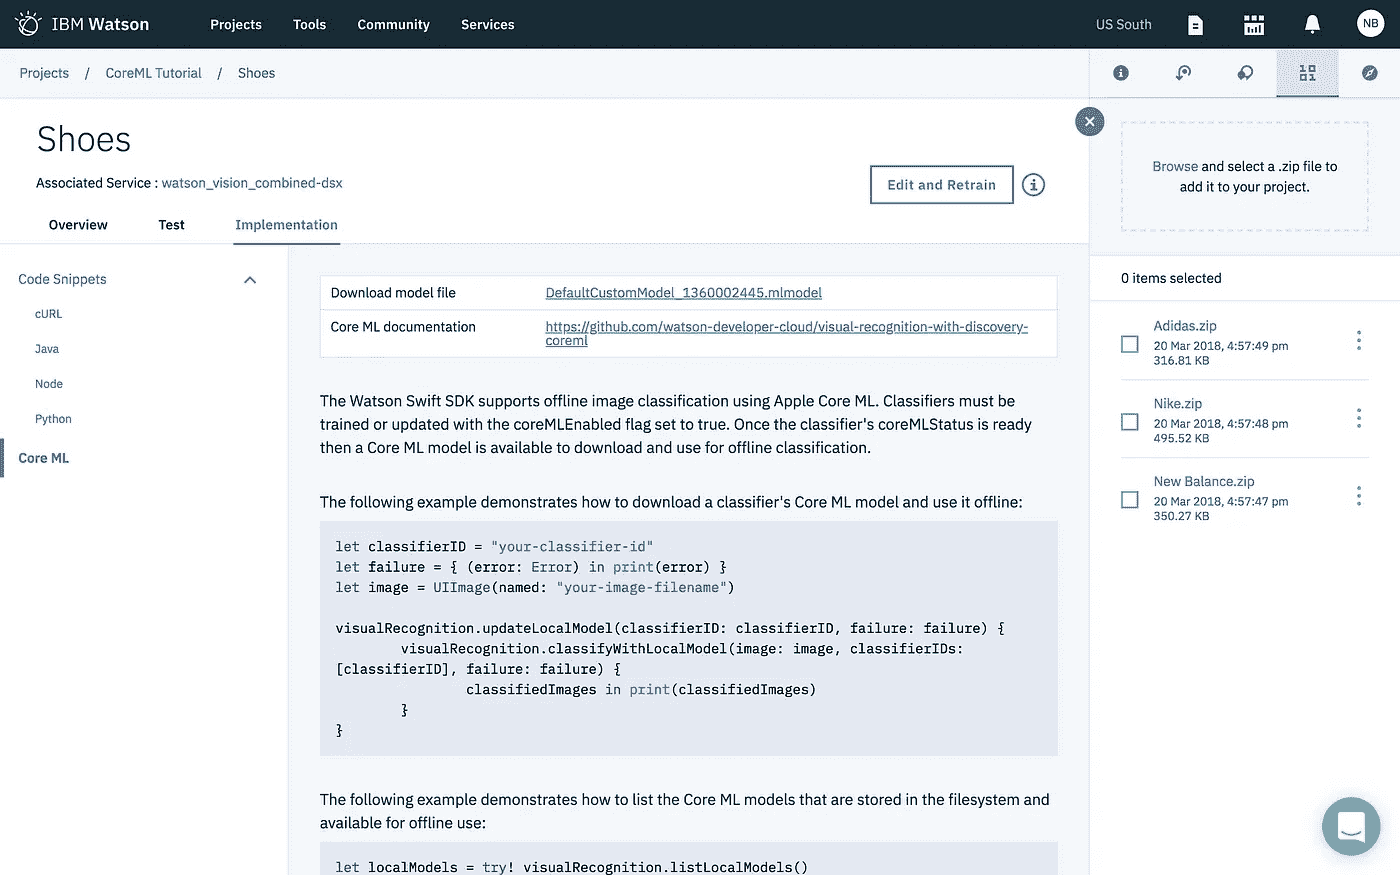 IBM Watson
Projects
Tools
Community
Services
US South
NB
Projects / CoreML Tutorial / Shoes
Shoes
Associated Service : watson_vision_combined-dsx
Edit and Retrain
Overview
Test
Implementation
Code Snippets
cURL
Java
Node
Python
Core ML
Download model file
DefaultCustomModel_1360002445.mlmodel
Core ML documentation
https://github.com/watson-developer-cloud/visual-recognition-with-discovery-
coreml
The Watson Swift SDK supports offline image classification using Apple Core ML. Classifiers must be
trained or updated with the coreMLEnabled flag set to true. Once the classifier's coreMLStatus is ready
then a Core ML model is available to download and use for offline classification.
The following example demonstrates how to download a classifier's Core ML model and use it offline:
let classifierID = "your-classifier-id"
let failure = { (error: Error) in print(error) }
let image = UIImage(named: "your-image-filename")
visualRecognition.updateLocalModel(classifierID: classifierID, failure: failure) {
visualRecognition.classifyWithLocalModel(image: image, classifierIDs:
[classifierID], failure: failure) {
classifiedImages in print(classifiedImages)
}
}
The following example demonstrates how to list the Core ML models that are stored in the filesystem and
available for offline use:
let localModels = try! visualRecognition.listLocalModels()
Browse and select a .zip file to
add it to your project.
0 items selected
Adidas.zip
20 Mar 2018, 4:57:49 pm
316.81 KB
Nike.zip
20 Mar 2018, 4:57:48 pm
495.52 KB
New Balance.zip
20 Mar 2018, 4:57:47 pm
350.27 KB